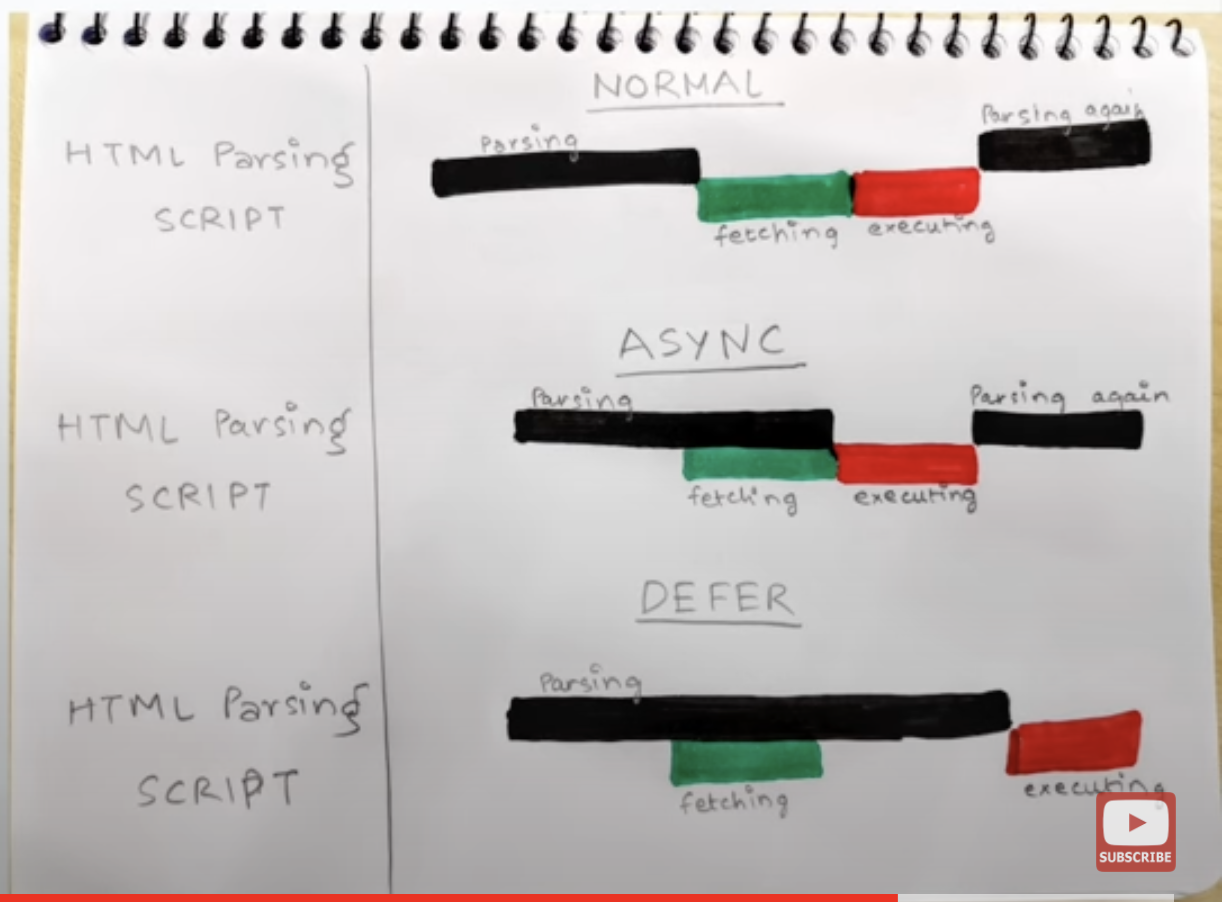 NORMAL
Parsing
Parsing again
HTML Parsing
SCRIPT
fetching
executing
ASYNC
Parsing
Parsing again
HTML Parsing
SCRIPT
fetching
executing
DEFER
Parsing
HTML Parsing
SCRIPT
fetching
executing
SUBSCRIBE